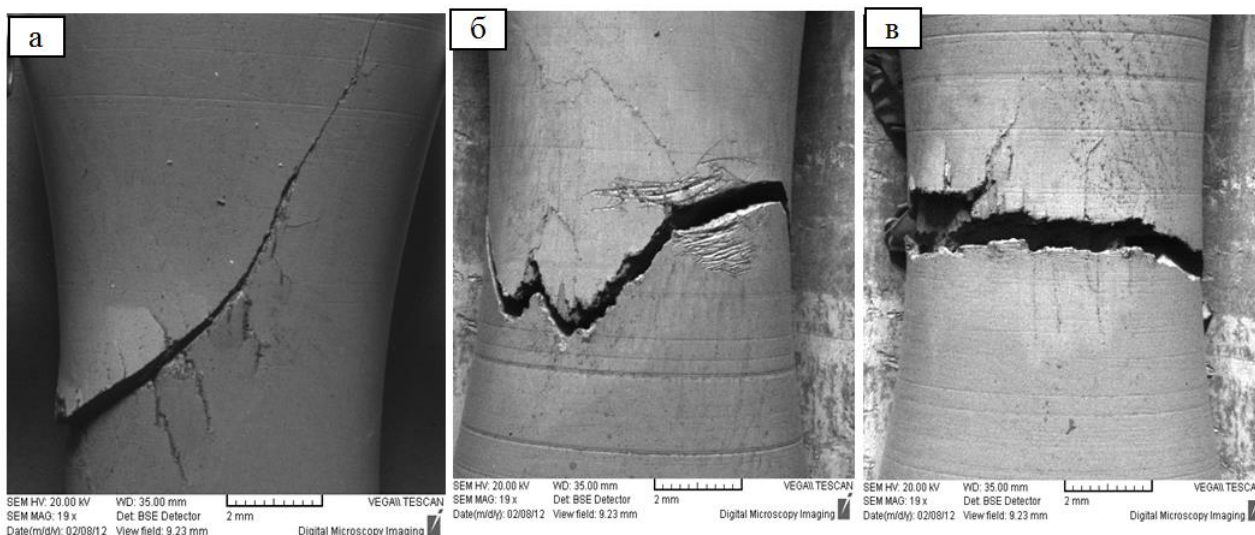 а
SEM HV: 20.00 kV WD: 35.00 mm
SEM MAG: 19 x Det: BSE Detector 2 mm
Date(m/d/y): 02/08/12 View field: 9.23 mm
VEGA\\ TESCAN
Digital Microscopy Imaging
б
SEM HV: 20.00 kV WD: 35.00 mm
SEM MAG: 19 x Det: BSE Detector 2 mm
Date(m/d/y): 02/08/12 View field: 9.23 mm
VEGA\\ TESCAN
Digital Microscopy Imaging
в
SEM HV: 20.00 kV WD: 35.00 mm
SEM MAG: 19 x Det: BSE Detector 2 mm
Date(m/d/y): 02/08/12 View field: 9.23 mm
VEGA\\ TESCAN
Digital Microscopy Imaging